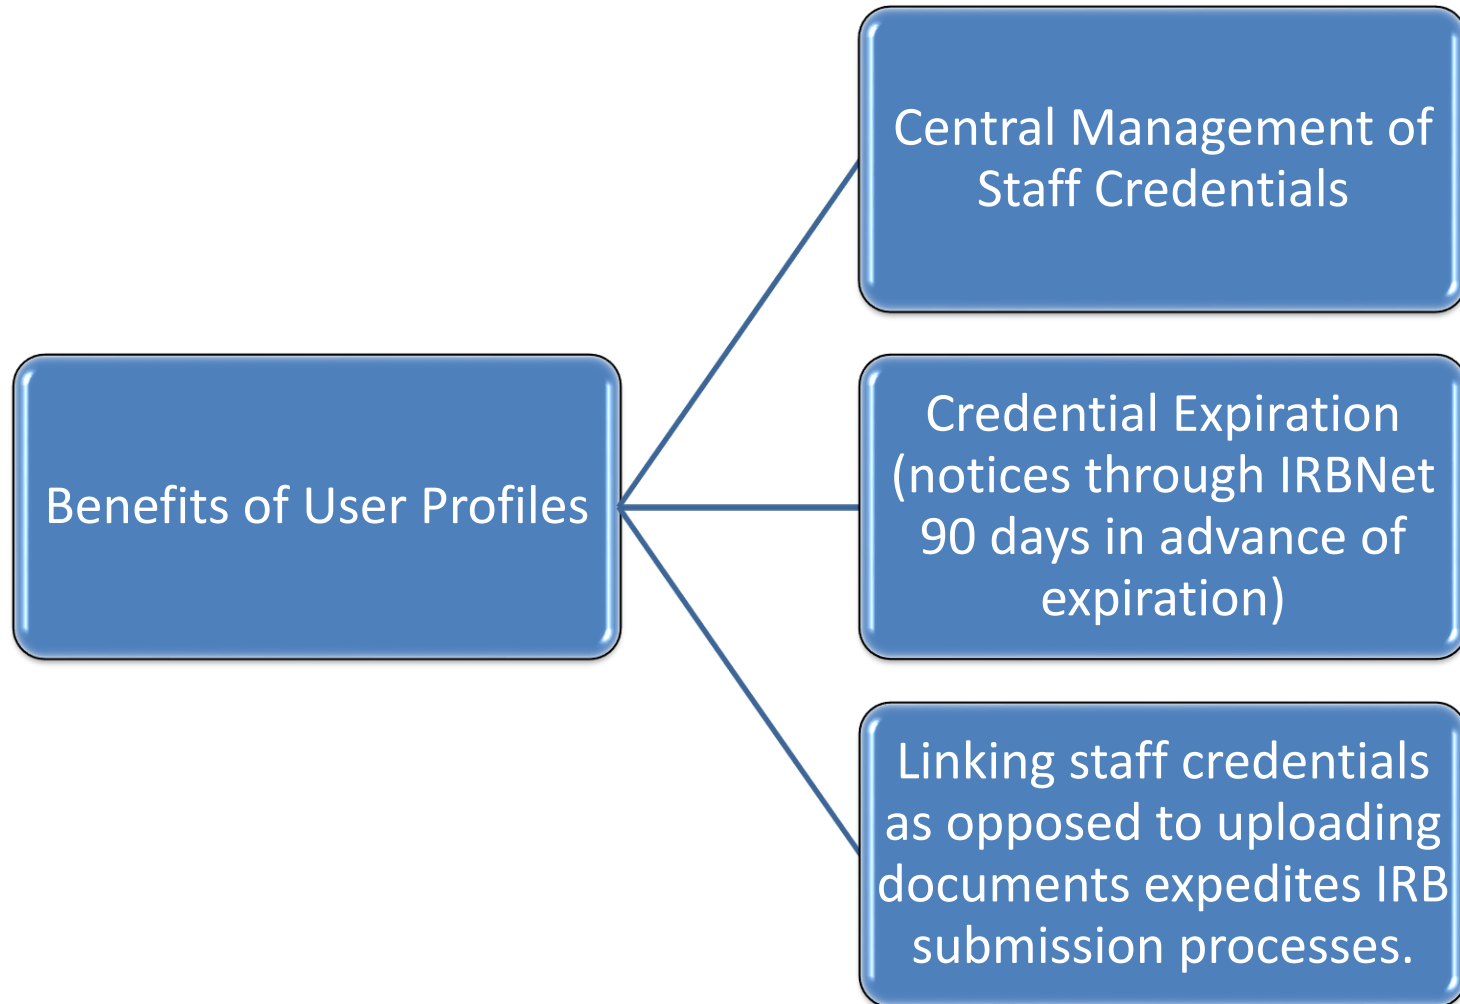 Benefits of User Profiles
Central Management of
Staff Credentials
Credential Expiration
(notices through IRBNet
90 days in advance of
expiration)
Linking staff credentials
as opposed to uploading
documents expedites IRB
submission processes.